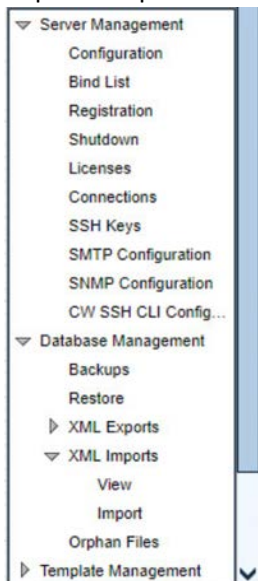 Server Management
Configuration
Bind List
Registration
Shutdown
Licenses
Connections
SSH Keys
SMTP Configuration
SNMP Configuration
CW SSH CLI Config...
Database Management
Backups
Restore
XML Exports
XML Imports
View
Import
Orphan Files
Template Management